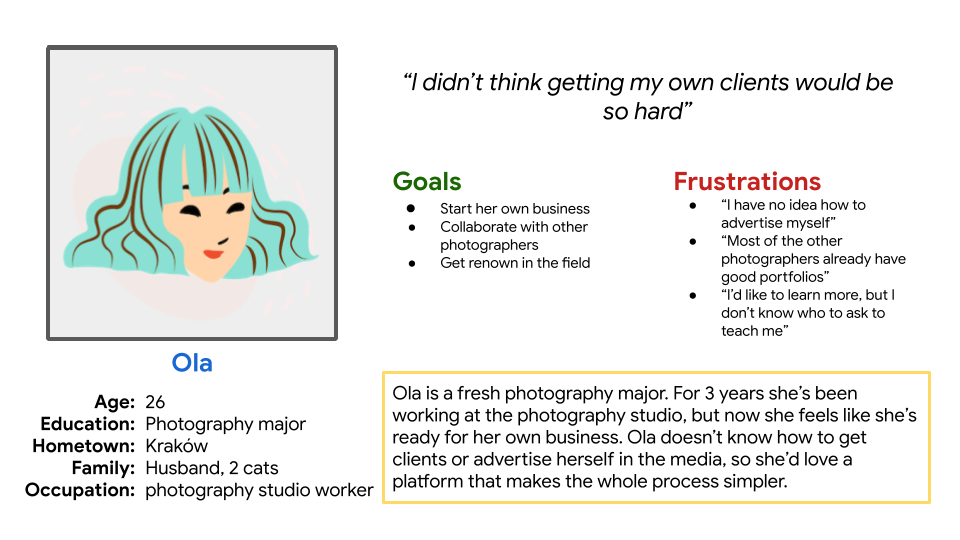 “I didn’t think getting my own clients would be
so hard”
Goals
● Start her own business
● Collaborate with other
photographers
● Get renown in the field
Frustrations
● “I have no idea how to
advertise myself”
● “Most of the other
photographers already have
good portfolios”
● “I’d like to learn more, but I
don’t know who to ask to
teach me”
Ola
Age: 26
Education: Photography major
Hometown: Kraków
Family: Husband, 2 cats
Occupation: photography studio worker
Ola is a fresh photography major. For 3 years she’s been
working at the photography studio, but now she feels like she’s
ready for her own business. Ola doesn’t know how to get
clients or advertise herself in the media, so she’d love a
platform that makes the whole process simpler.